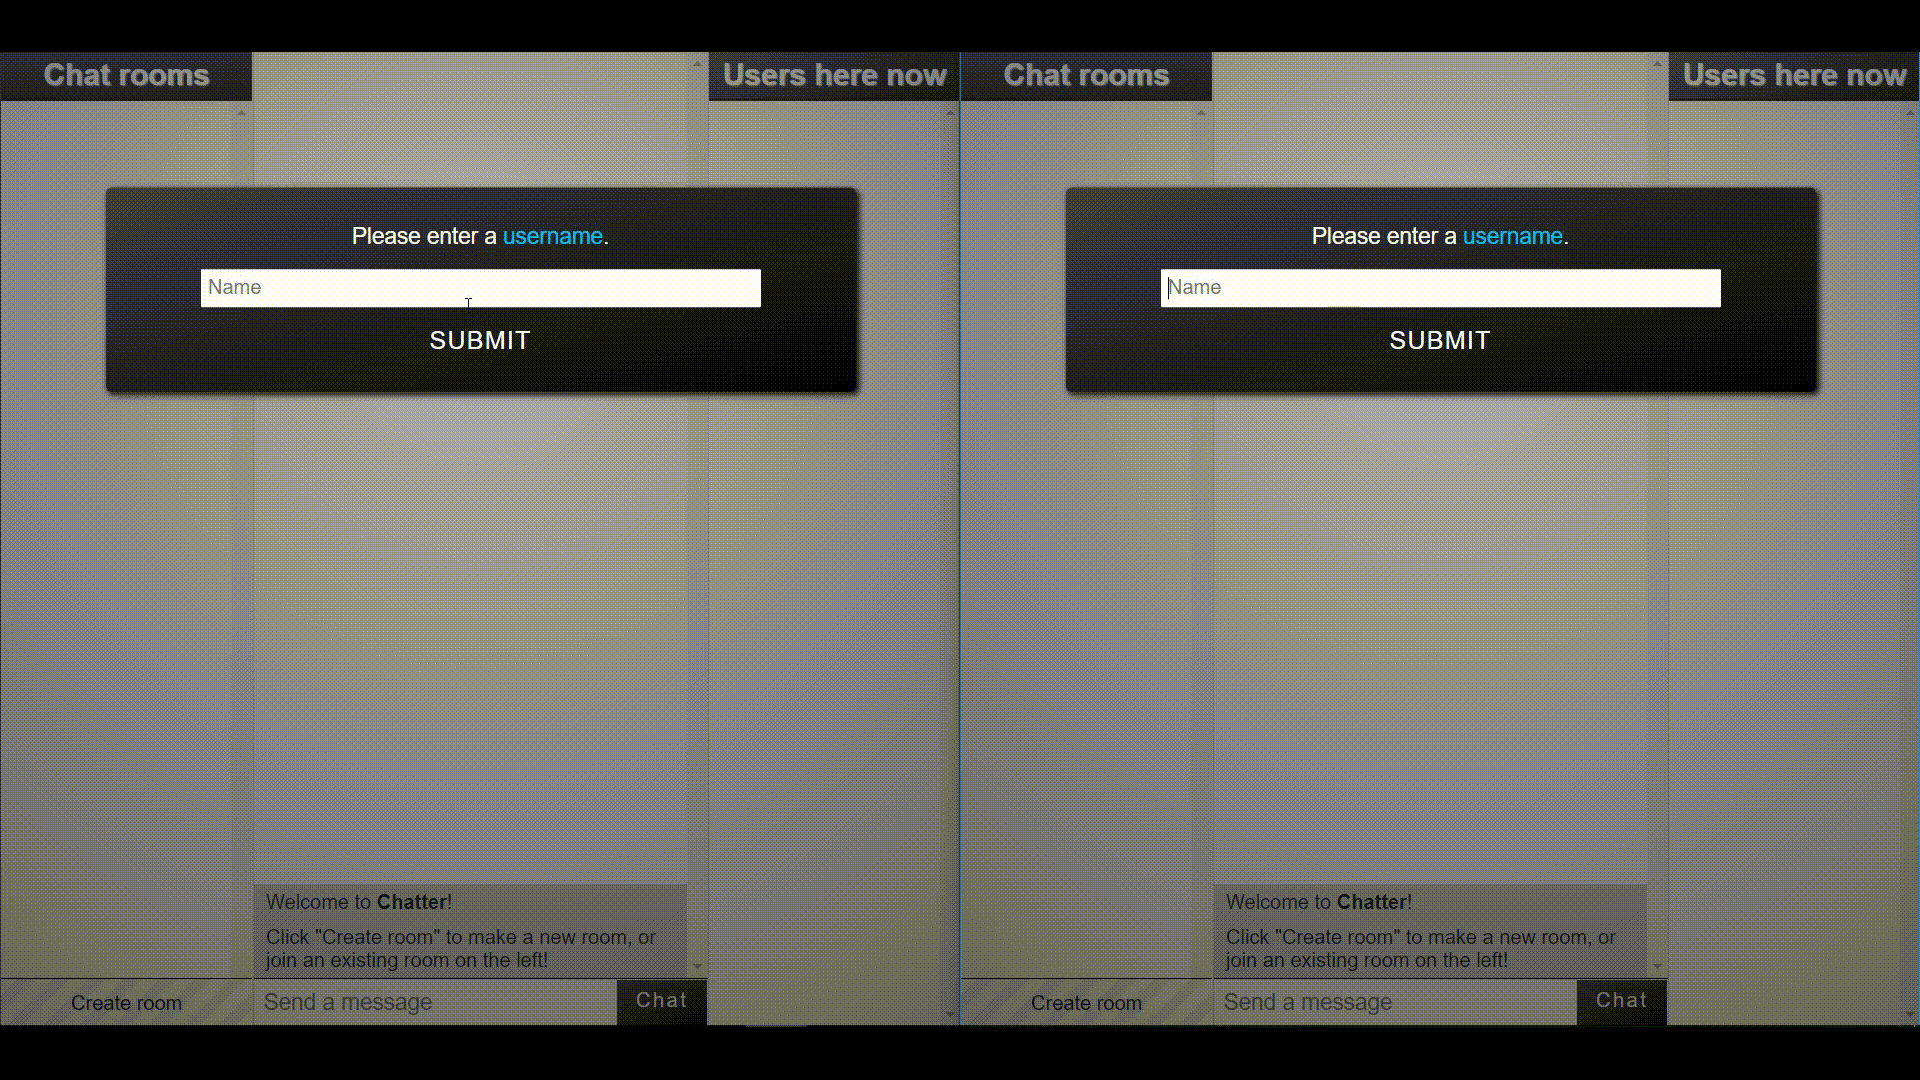 Chat rooms
Users here now
Please enter a username.
Name
SUBMIT
Welcome to Chatter!
Click "Create room" to make a new room, or
join an existing room on the left!
Create room
Send a message
Chat
Chat rooms
Users here now
Please enter a username.
Name
SUBMIT
Welcome to Chatter!
Click "Create room" to make a new room, or
join an existing room on the left!
Create room
Send a message
Chat